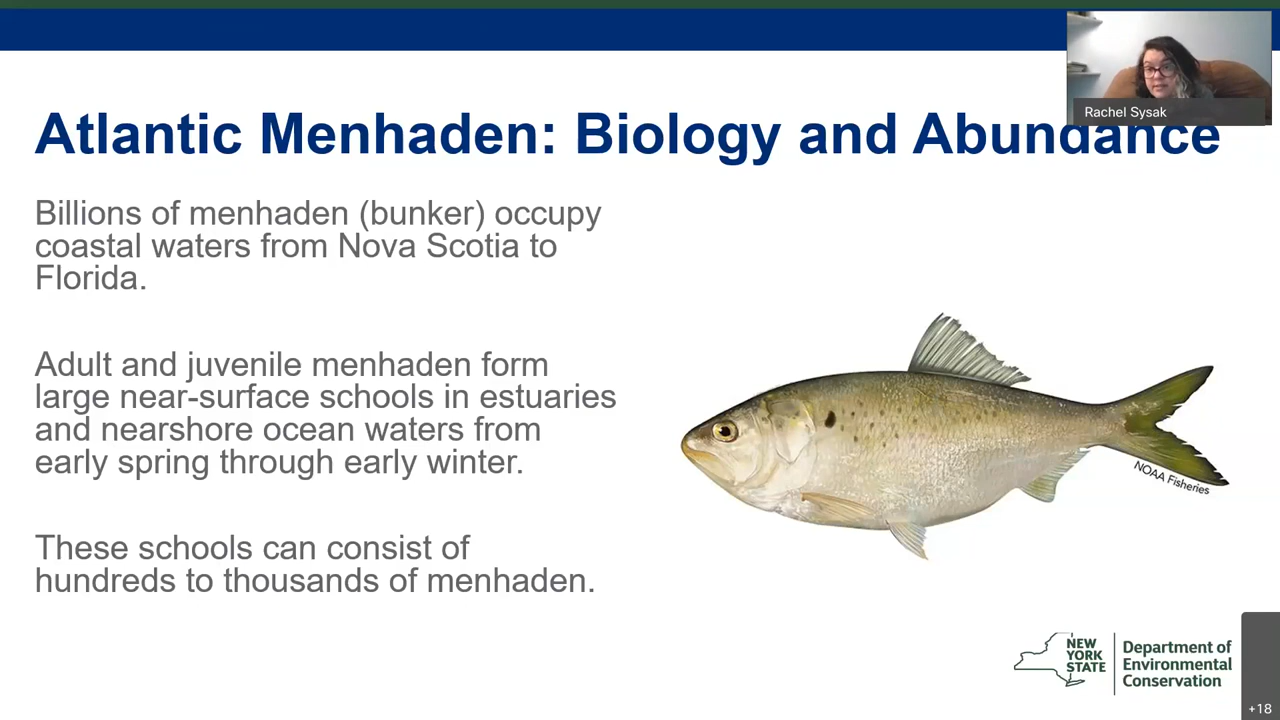 Rachel Sysak
Atlantic Menhaden: Biology and Abundance
Billions of menhaden (bunker) occupy
coastal waters from Nova Scotia to
Florida.
Adult and juvenile menhaden form
large near-surface schools in estuaries
and nearshore ocean waters from
early spring through early winter.
These schools can consist of
hundreds to thousands of menhaden.
NOAA Fisheries
NEW
YORK
STATE
Department of
Environmental
Conservation
+18